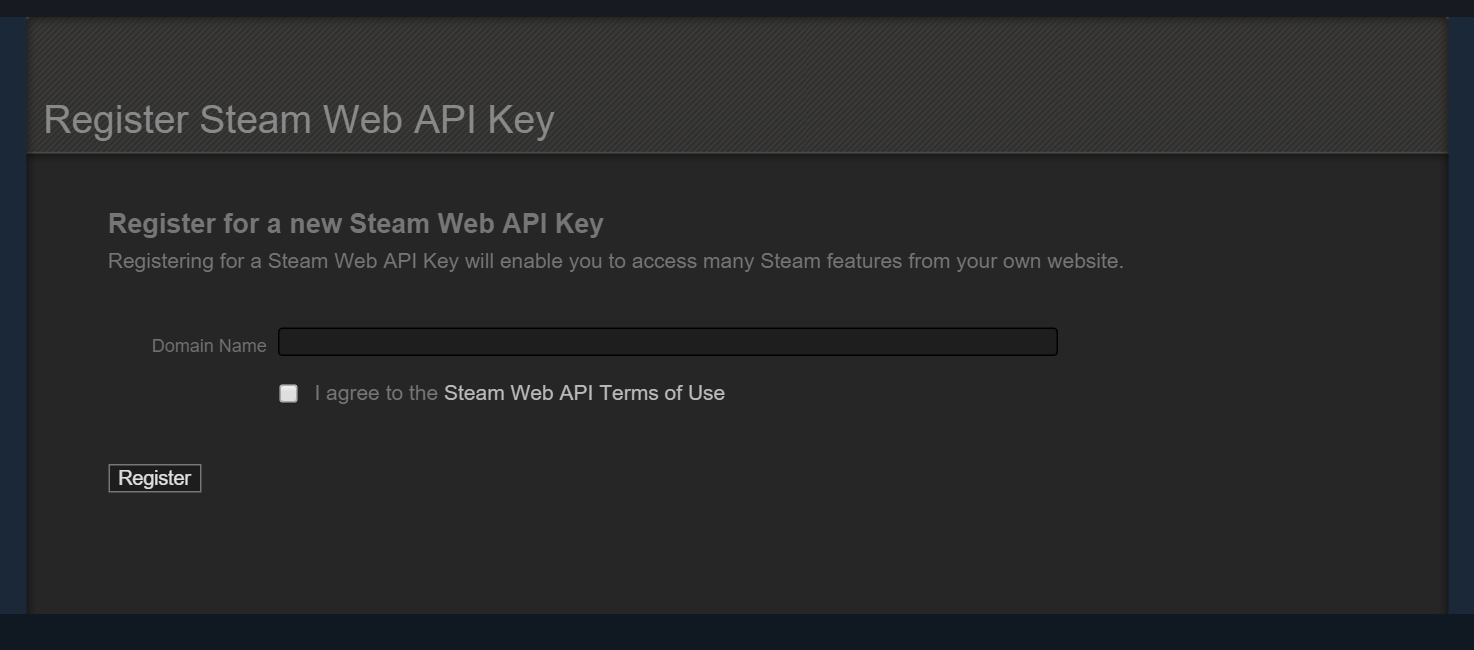 Register Steam Web API Key
Register for a new Steam Web API Key
Registering for a Steam Web API Key will enable you to access many Steam features from your own website.
Domain Name
I agree to the Steam Web API Terms of Use
Register